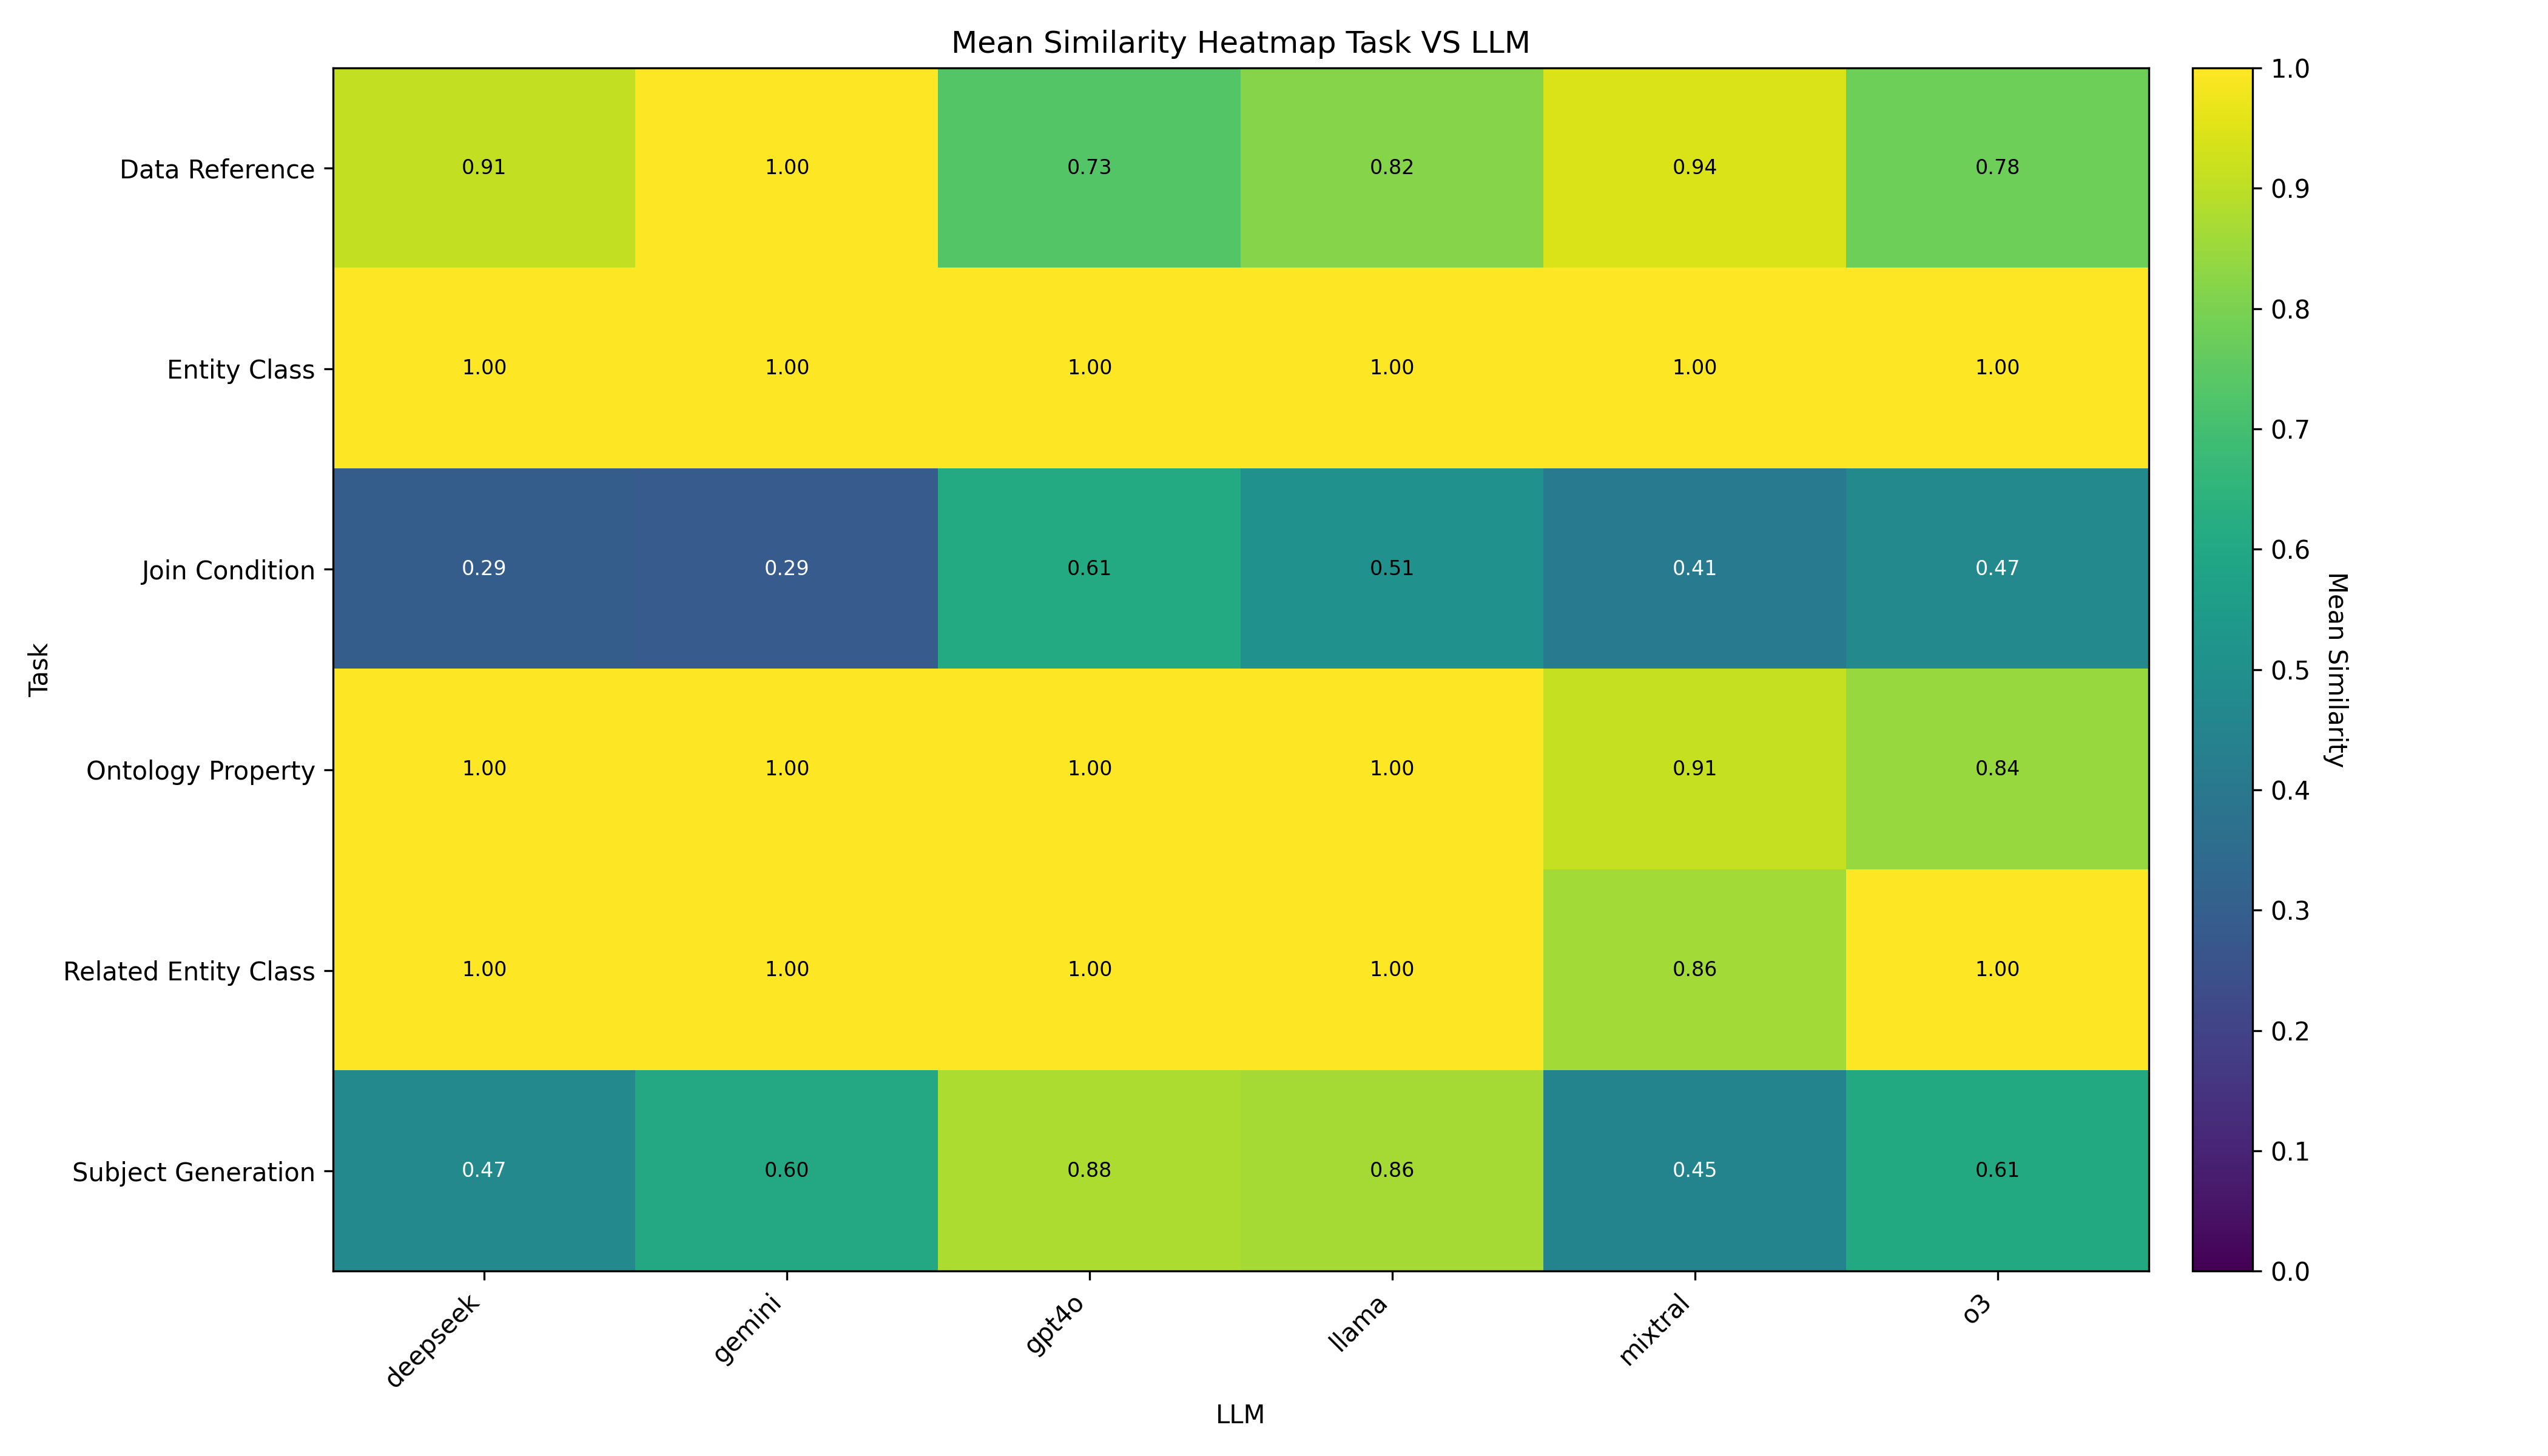 Mean Similarity Heatmap Task VS LLM
Data Reference 0.91 1.00 0.73 0.82 0.94 0.78
Entity Class 1.00 1.00 1.00 1.00 1.00 1.00
Join Condition 0.29 0.29 0.61 0.51 0.41 0.47
Ontology Property 1.00 1.00 1.00 1.00 0.91 0.84
Related Entity Class 1.00 1.00 1.00 1.00 0.86 1.00
Subject Generation 0.47 0.60 0.88 0.86 0.45 0.61
Task
deepseek gemini gpt4o llama mixtral o3
LLM
1.0
0.9
0.8
0.7
0.6
0.5
0.4
0.3
0.2
0.1
0.0
Mean Similarity